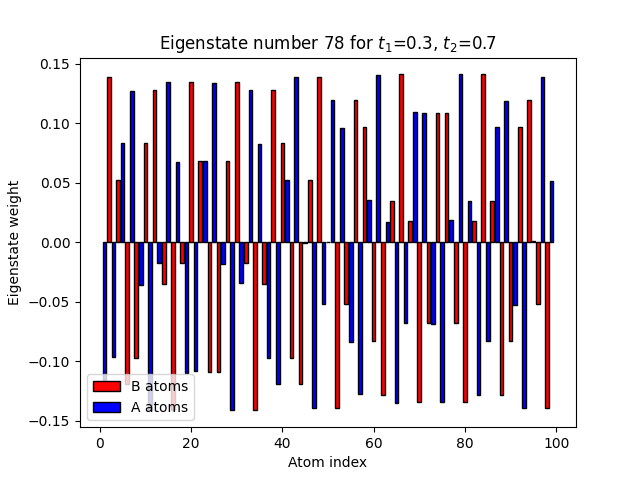 Eigenstate number 78 for $t_1$=0.3, $t_2$=0.7
0.15
0.10
0.05
0.00
−0.05
−0.10
−0.15
Eigenstate weight
B atoms
A atoms
0 20 40 60 80 100
Atom index